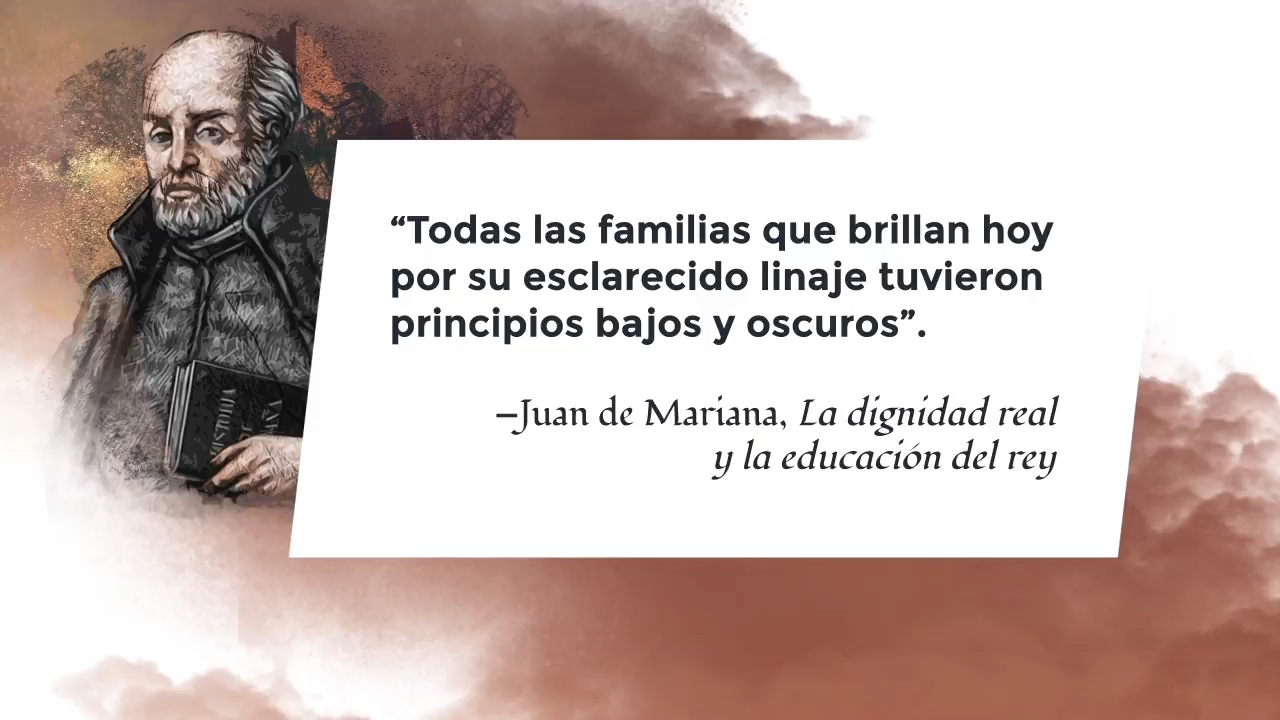 “Todas las familias que brillan hoy
por su esclarecido linaje tuvieron
principios bajos y oscuros”.
–Juan de Mariana, La dignidad real
y la educación del rey